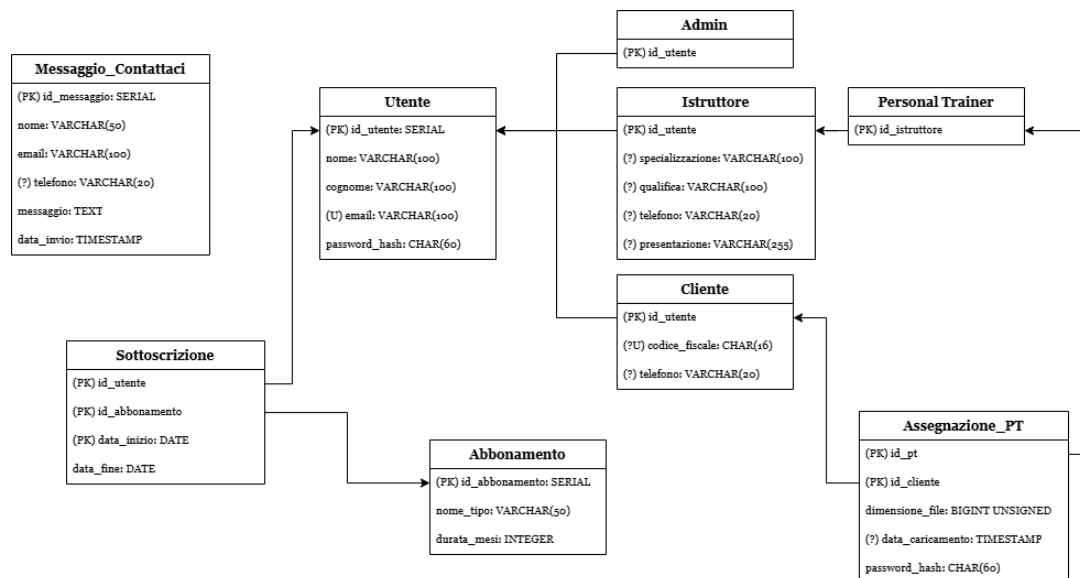 Messaggio_Contattaci
(PK) id_messaggio: SERIAL
nome: VARCHAR(50)
email: VARCHAR(100)
(?) telefono: VARCHAR(20)
messaggio: TEXT
data_invio: TIMESTAMP
Utente
(PK) id_utente: SERIAL
nome: VARCHAR(100)
cognome: VARCHAR(100)
(U) email: VARCHAR(100)
password_hash: CHAR(60)
Admin
(PK) id_utente
Istruttore
(PK) id_utente
(?) specializzazione: VARCHAR(100)
(?) qualifica: VARCHAR(100)
(?) telefono: VARCHAR(20)
(?) presentazione: VARCHAR(255)
Personal Trainer
(PK) id_istruttore
Cliente
(PK) id_utente
(?U) codice_fiscale: CHAR(16)
(?) telefono: VARCHAR(20)
Sottoscrizione
(PK) id_utente
(PK) id_abbonamento
(PK) data_inizio: DATE
data_fine: DATE
Abbonamento
(PK) id_abbonamento: SERIAL
nome_tipo: VARCHAR(50)
durata_mesi: INTEGER
Assegnazione_PT
(PK) id_pt
(PK) id_cliente
dimensione_file: BIGINT UNSIGNED
(?) data_caricamento: TIMESTAMP
password_hash: CHAR(60)